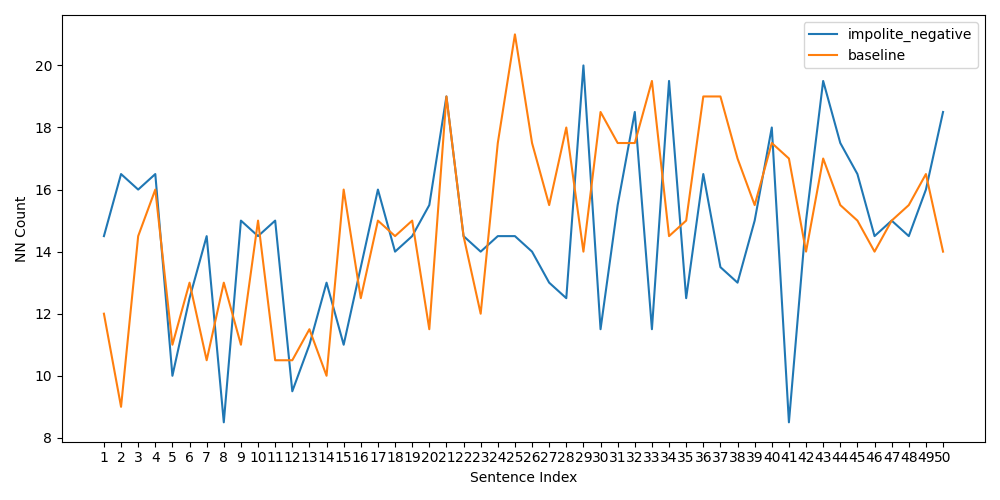 impolite_negative
baseline
NN Count
20
18
16
14
12
10
8
1 2 3 4 5 6 7 8 9 10 11 12 13 14 15 16 17 18 19 20 21 22 23 24 25 26 27 28 29 30 31 32 33 34 35 36 37 38 39 40 41 42 43 44 45 46 47 48 49 50
Sentence Index